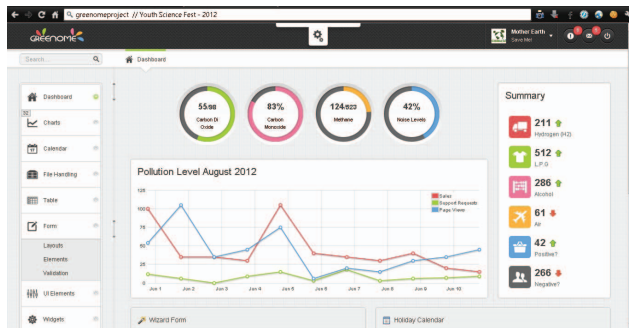 greenomeproject // Youth Science Fest - 2012
GREENOME
Mother Earth
Save Me!
Search...
Dashboard
Dashboard
Charts
Calendar
File Handling
Table
Form
Layouts
Elements
Validation
UI Elements
Widgets
55/98
Carbon Di
Oxide
83%
Carbon
Monoxide
124/623
Methane
42%
Noise Levels
Pollution Level August 2012
125
100
75
50
25
0
Jun 1
Jun 2
Jun 3
Jun 4
Jun 5
Jun 6
Jun 7
Jun 8
Jun 9
Jun 10
Sales
Support Requests
Page Views
Summary
211
Hydrogen (H2)
512
L.P.G
286
Alcohol
61
Air
42
Positive?
266
Negative?
Wizard Form
Holiday Calendar